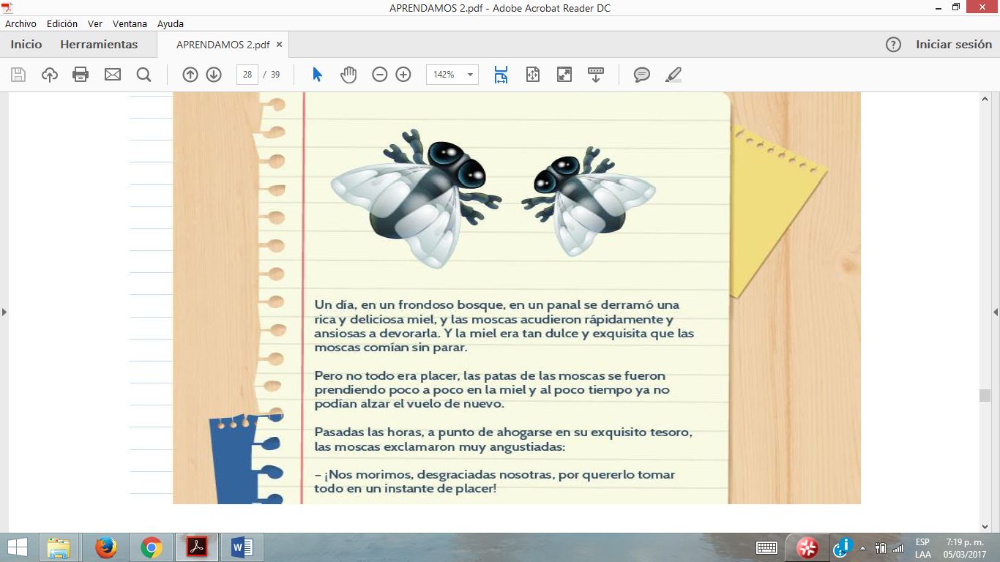 APRENDAMOS 2.pdf - Adobe Acrobat Reader DC
Archivo Edición Ver Ventana Ayuda
Inicio Herramientas APRENDAMOS 2.pdf × ? Iniciar sesión
28 / 39 142%
Un día, en un frondoso bosque, en un panal se derramó una
rica y deliciosa miel, y las moscas acudieron rápidamente y
ansiosas a devorarla. Y la miel era tan dulce y exquisita que las
moscas comían sin parar.
Pero no todo era placer, las patas de las moscas se fueron
prendiendo poco a poco en la miel y al poco tiempo ya no
podían alzar el vuelo de nuevo.
Pasadas las horas, a punto de ahogarse en su exquisito tesoro,
las moscas exclamaron muy angustiadas:
– ¡Nos morimos, desgraciadas nosotras, por quererlo tomar
todo en un instante de placer!
ESP 7:19 p. m.
LAA 05/03/2017